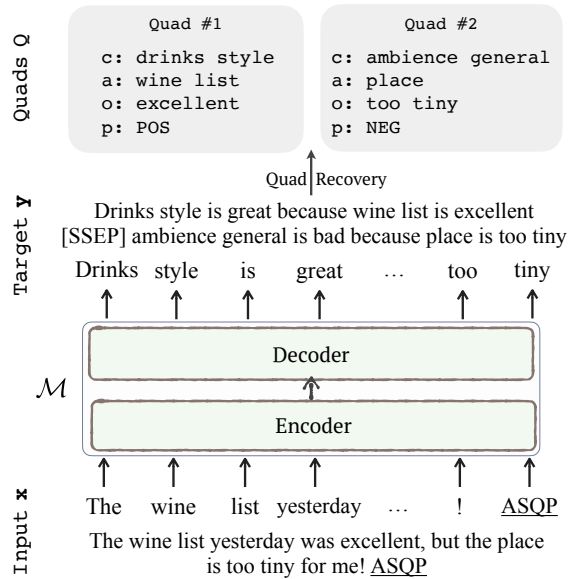 Quads Q
Quad #1
c: drinks style
a: wine list
o: excellent
p: POS
Quad #2
c: ambience general
a: place
o: too tiny
p: NEG
Quad Recovery
Target y
Drinks style is great because wine list is excellent
[SSEP] ambience general is bad because place is too tiny
Drinks style is great ... too tiny
M
Decoder
Encoder
Input x
The wine list yesterday ... ! ASQP
The wine list yesterday was excellent, but the place
is too tiny for me! ASQP